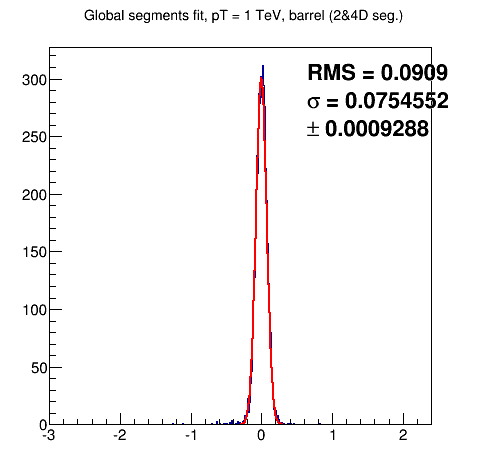 Global segments fit, pT = 1 TeV, barrel (2&4D seg.)
RMS = 0.0909
σ = 0.0754552
± 0.0009288
300
250
200
150
100
50
0
-3 -2 -1 0 1 2